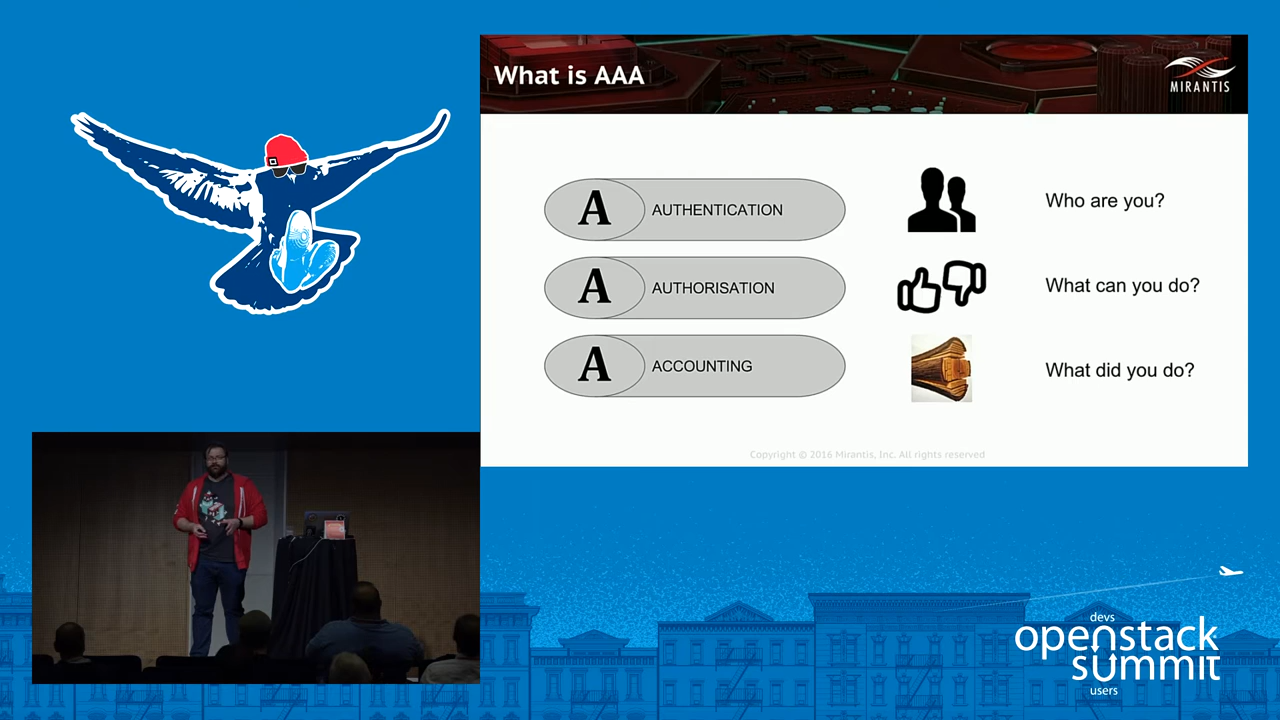 What is AAA
MIRANTIS
A AUTHENTICATION
Who are you?
A AUTHORISATION
What can you do?
A ACCOUNTING
What did you do?
Copyright © 2016 Mirantis, Inc. All rights reserved
devs
openstack
summit
users